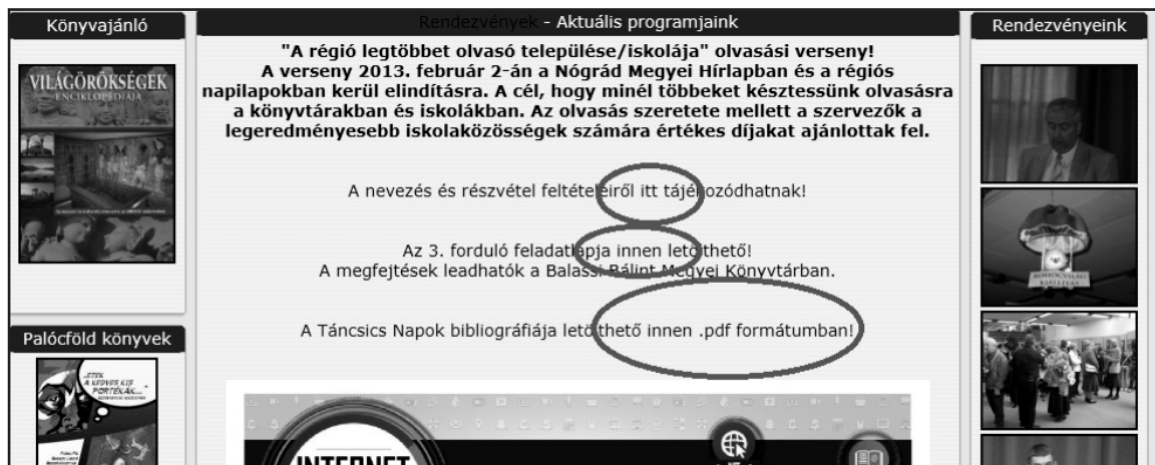 Könyvajánló
VILÁGÖRÖKSÉGEK
ENCIKLOPÉDIÁJA
Palócföld könyvek
Rendezvények - Aktuális programjaink
"A régió legtöbbet olvasó települése/iskolája" olvasási verseny!
A verseny 2013. február 2-án a Nógrád Megyei Hírlapban és a régiós
napilapokban kerül elindításra. A cél, hogy minél többeket késztessünk olvasásra
a könyvtárakban és iskolákban. Az olvasás szeretete mellett a szervezők a
legeredményesebb iskolaközösségek számára értékes díjakat ajánlottak fel.
A nevezés és részvétel feltételeiről itt tájékozódhatnak!
Az 3. forduló feladatlapja innen letölthető!
A megfejtések leadhatók a Balassi Bálint Megyei Könyvtárban.
A Táncsics Napok bibliográfiája letölthető innen .pdf formátumban!
INTERNET
Rendezvényeink